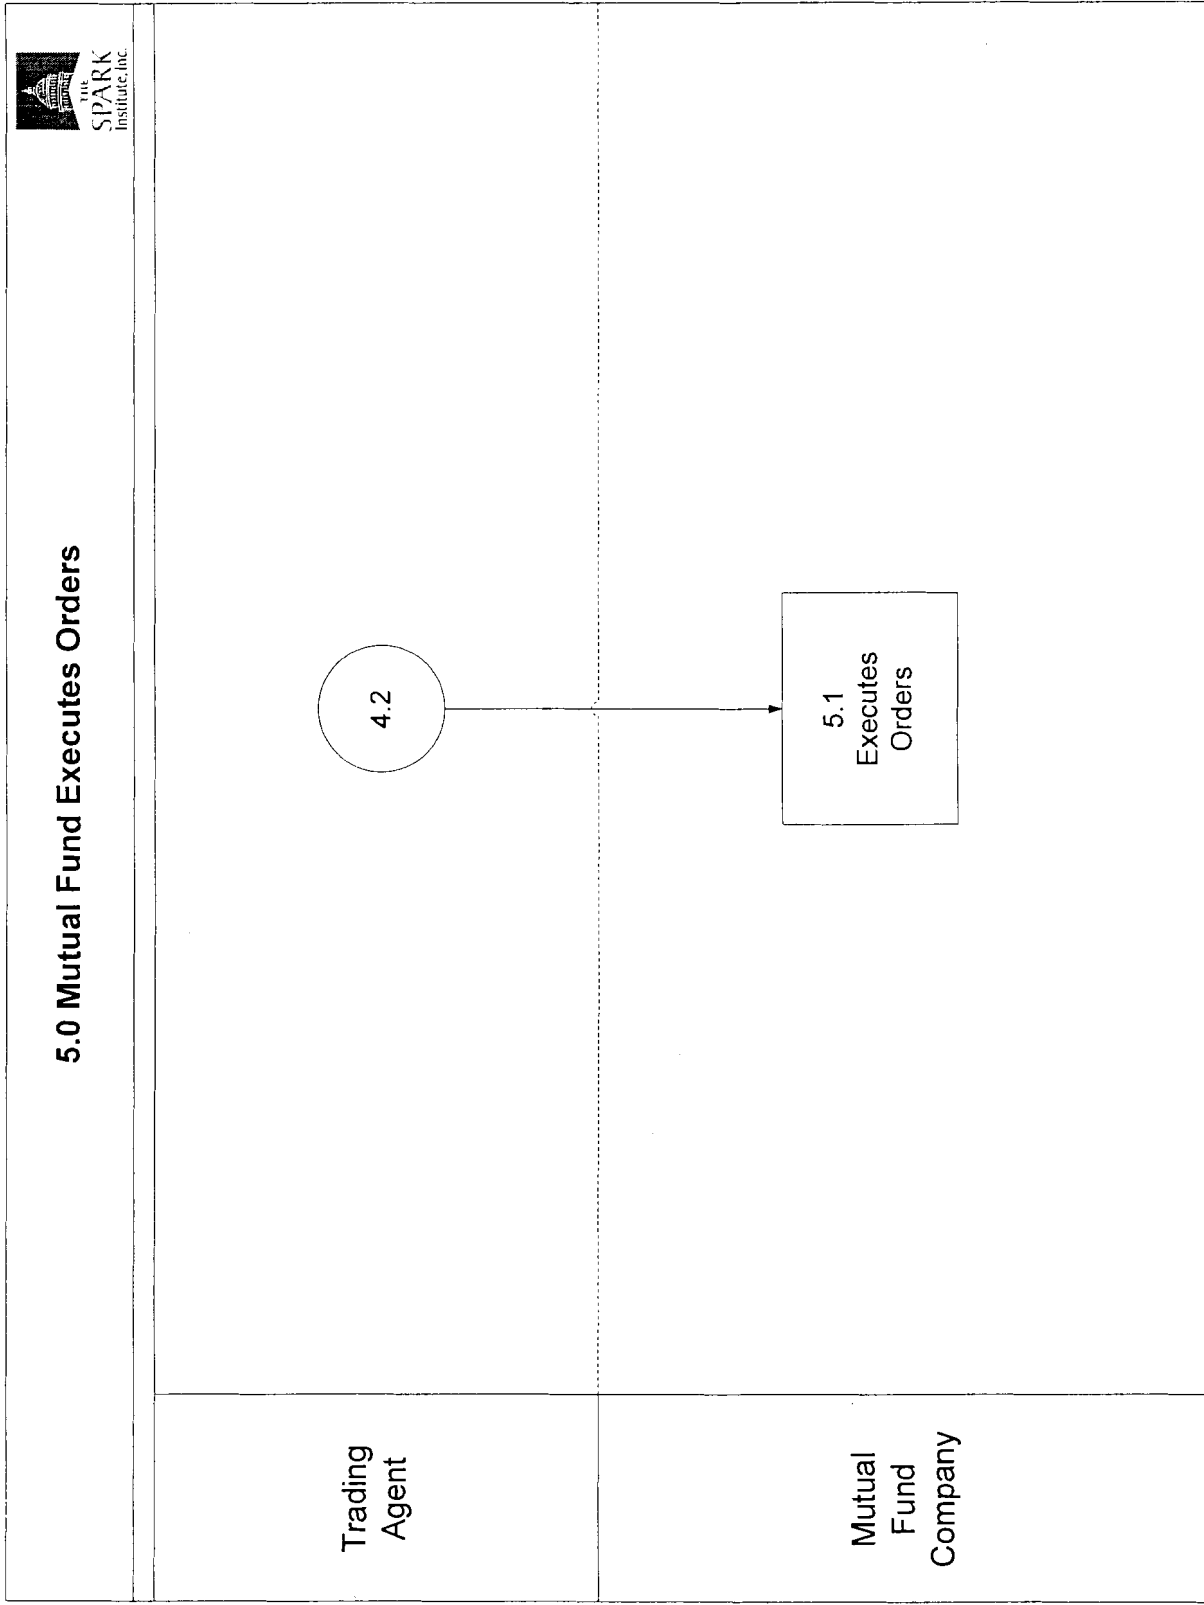 5.0 Mutual Fund Executes Orders
THE
SPARK
Institute, Inc.
Trading
Agent
4.2
Mutual
Fund
Company
5.1
Executes
Orders